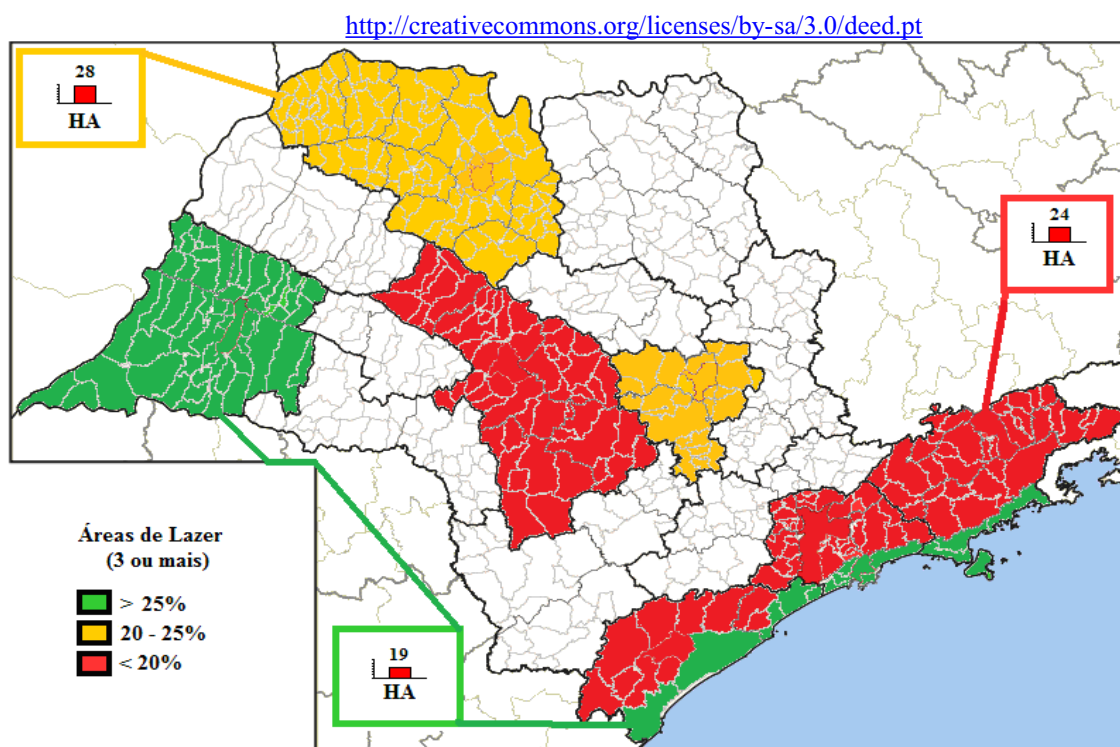 http://creativecommons.org/licenses/by-sa/3.0/deed.pt
28
HA
24
HA
Áreas de Lazer
(3 ou mais)
> 25%
20 - 25%
< 20%
19
HA